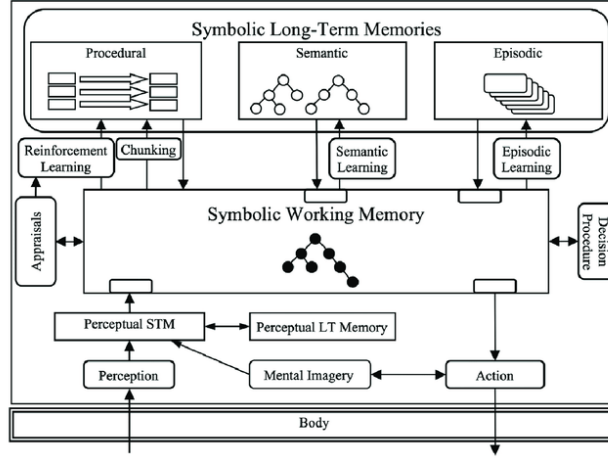 Symbolic Long-Term Memories
Procedural
Semantic
Episodic
Reinforcement
Learning
Chunking
Semantic
Learning
Episodic
Learning
Appraisals
Symbolic Working Memory
Decision
Procedure
Perceptual STM
Perceptual LT Memory
Perception
Mental Imagery
Action
Body